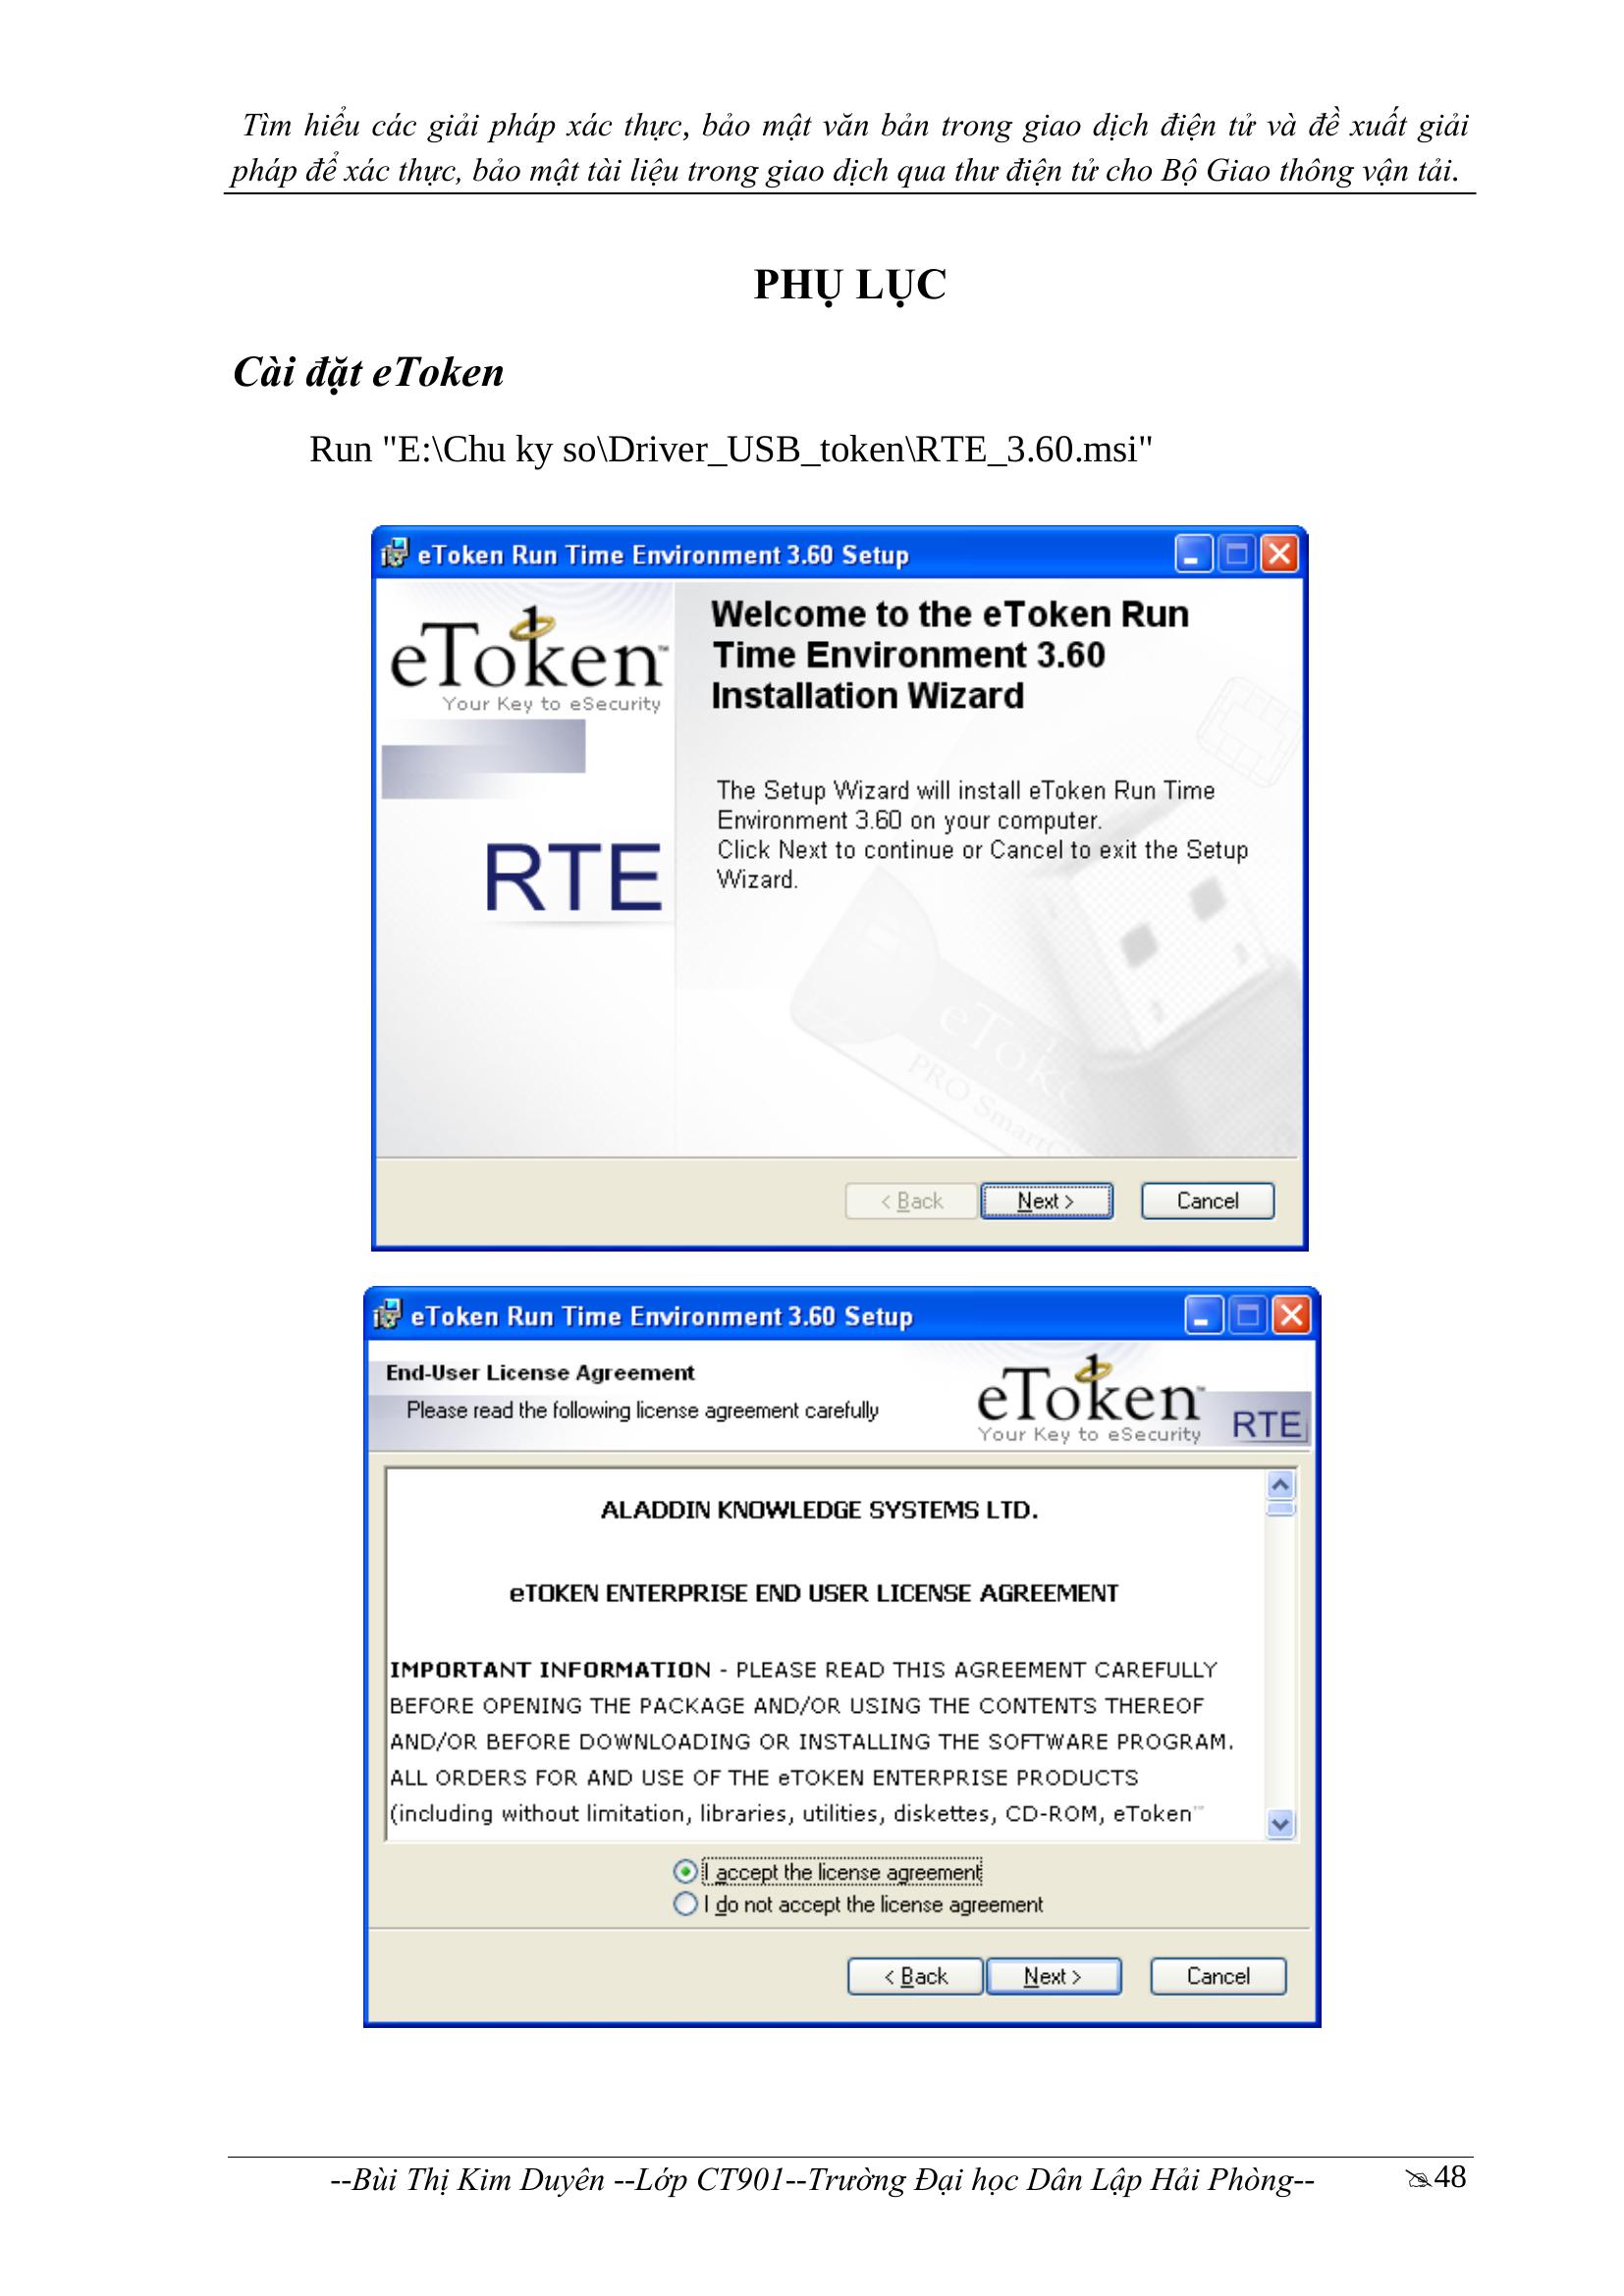 Tìm hiểu các giải pháp xác thực, bảo mật văn bản trong giao dịch điện tử và đề xuất giải
pháp để xác thực, bảo mật tài liệu trong giao dịch qua thư điện tử cho Bộ Giao thông vận tải.
PHỤ LỤC
Cài đặt eToken
Run "E:\Chu ky so\Driver_USB_token\RTE_3.60.msi"
eToken Run Time Environment 3.60 Setup
eToken™
Your Key to eSecurity
RTE
Welcome to the eToken Run
Time Environment 3.60
Installation Wizard
The Setup Wizard will install eToken Run Time
Environment 3.60 on your computer.
Click Next to continue or Cancel to exit the Setup
Wizard.
eToke
PRO SmartC
< Back
Next >
Cancel
eToken Run Time Environment 3.60 Setup
End-User License Agreement
Please read the following license agreement carefully
eToken™
Your Key to eSecurity
RTE
ALADDIN KNOWLEDGE SYSTEMS LTD.
eTOKEN ENTERPRISE END USER LICENSE AGREEMENT
IMPORTANT INFORMATION - PLEASE READ THIS AGREEMENT CAREFULLY
BEFORE OPENING THE PACKAGE AND/OR USING THE CONTENTS THEREOF
AND/OR BEFORE DOWNLOADING OR INSTALLING THE SOFTWARE PROGRAM.
ALL ORDERS FOR AND USE OF THE eTOKEN ENTERPRISE PRODUCTS
(including without limitation, libraries, utilities, diskettes, CD-ROM, eToken™
I accept the license agreement
I do not accept the license agreement
< Back
Next >
Cancel
--Bùi Thị Kim Duyên --Lớp CT901--Trường Đại học Dân Lập Hải Phòng-- 48